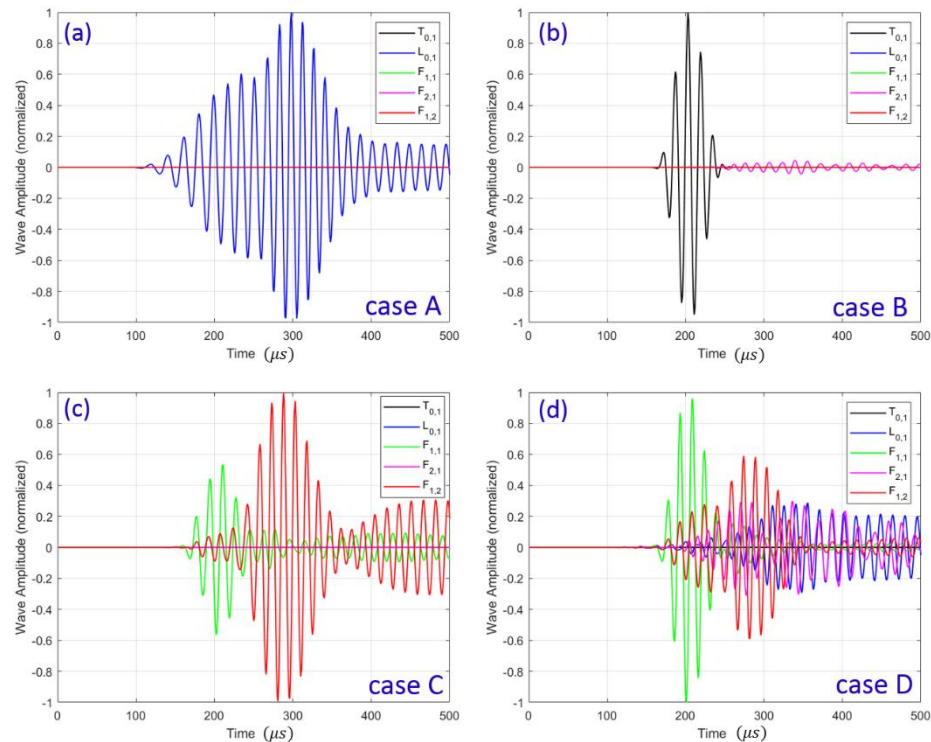 (a)
T0,1
L0,1
F1,1
F2,1
F1,2
1
0.8
0.6
0.4
0.2
0
-0.2
-0.4
-0.6
-0.8
-1
Wave Amplitude (normalized)
case A
0 100 200 300 400 500
Time (μs)
(b)
T0,1
L0,1
F1,1
F2,1
F1,2
1
0.8
0.6
0.4
0.2
0
-0.2
-0.4
-0.6
-0.8
-1
Wave Amplitude (normalized)
case B
0 100 200 300 400 500
Time (μs)
(c)
T0,1
L0,1
F1,1
F2,1
F1,2
1
0.8
0.6
0.4
0.2
0
-0.2
-0.4
-0.6
-0.8
-1
Wave Amplitude (normalized)
case C
0 100 200 300 400 500
Time (μs)
(d)
T0,1
L0,1
F1,1
F2,1
F1,2
1
0.8
0.6
0.4
0.2
0
-0.2
-0.4
-0.6
-0.8
-1
Wave Amplitude (normalized)
case D
0 100 200 300 400 500
Time (μs)